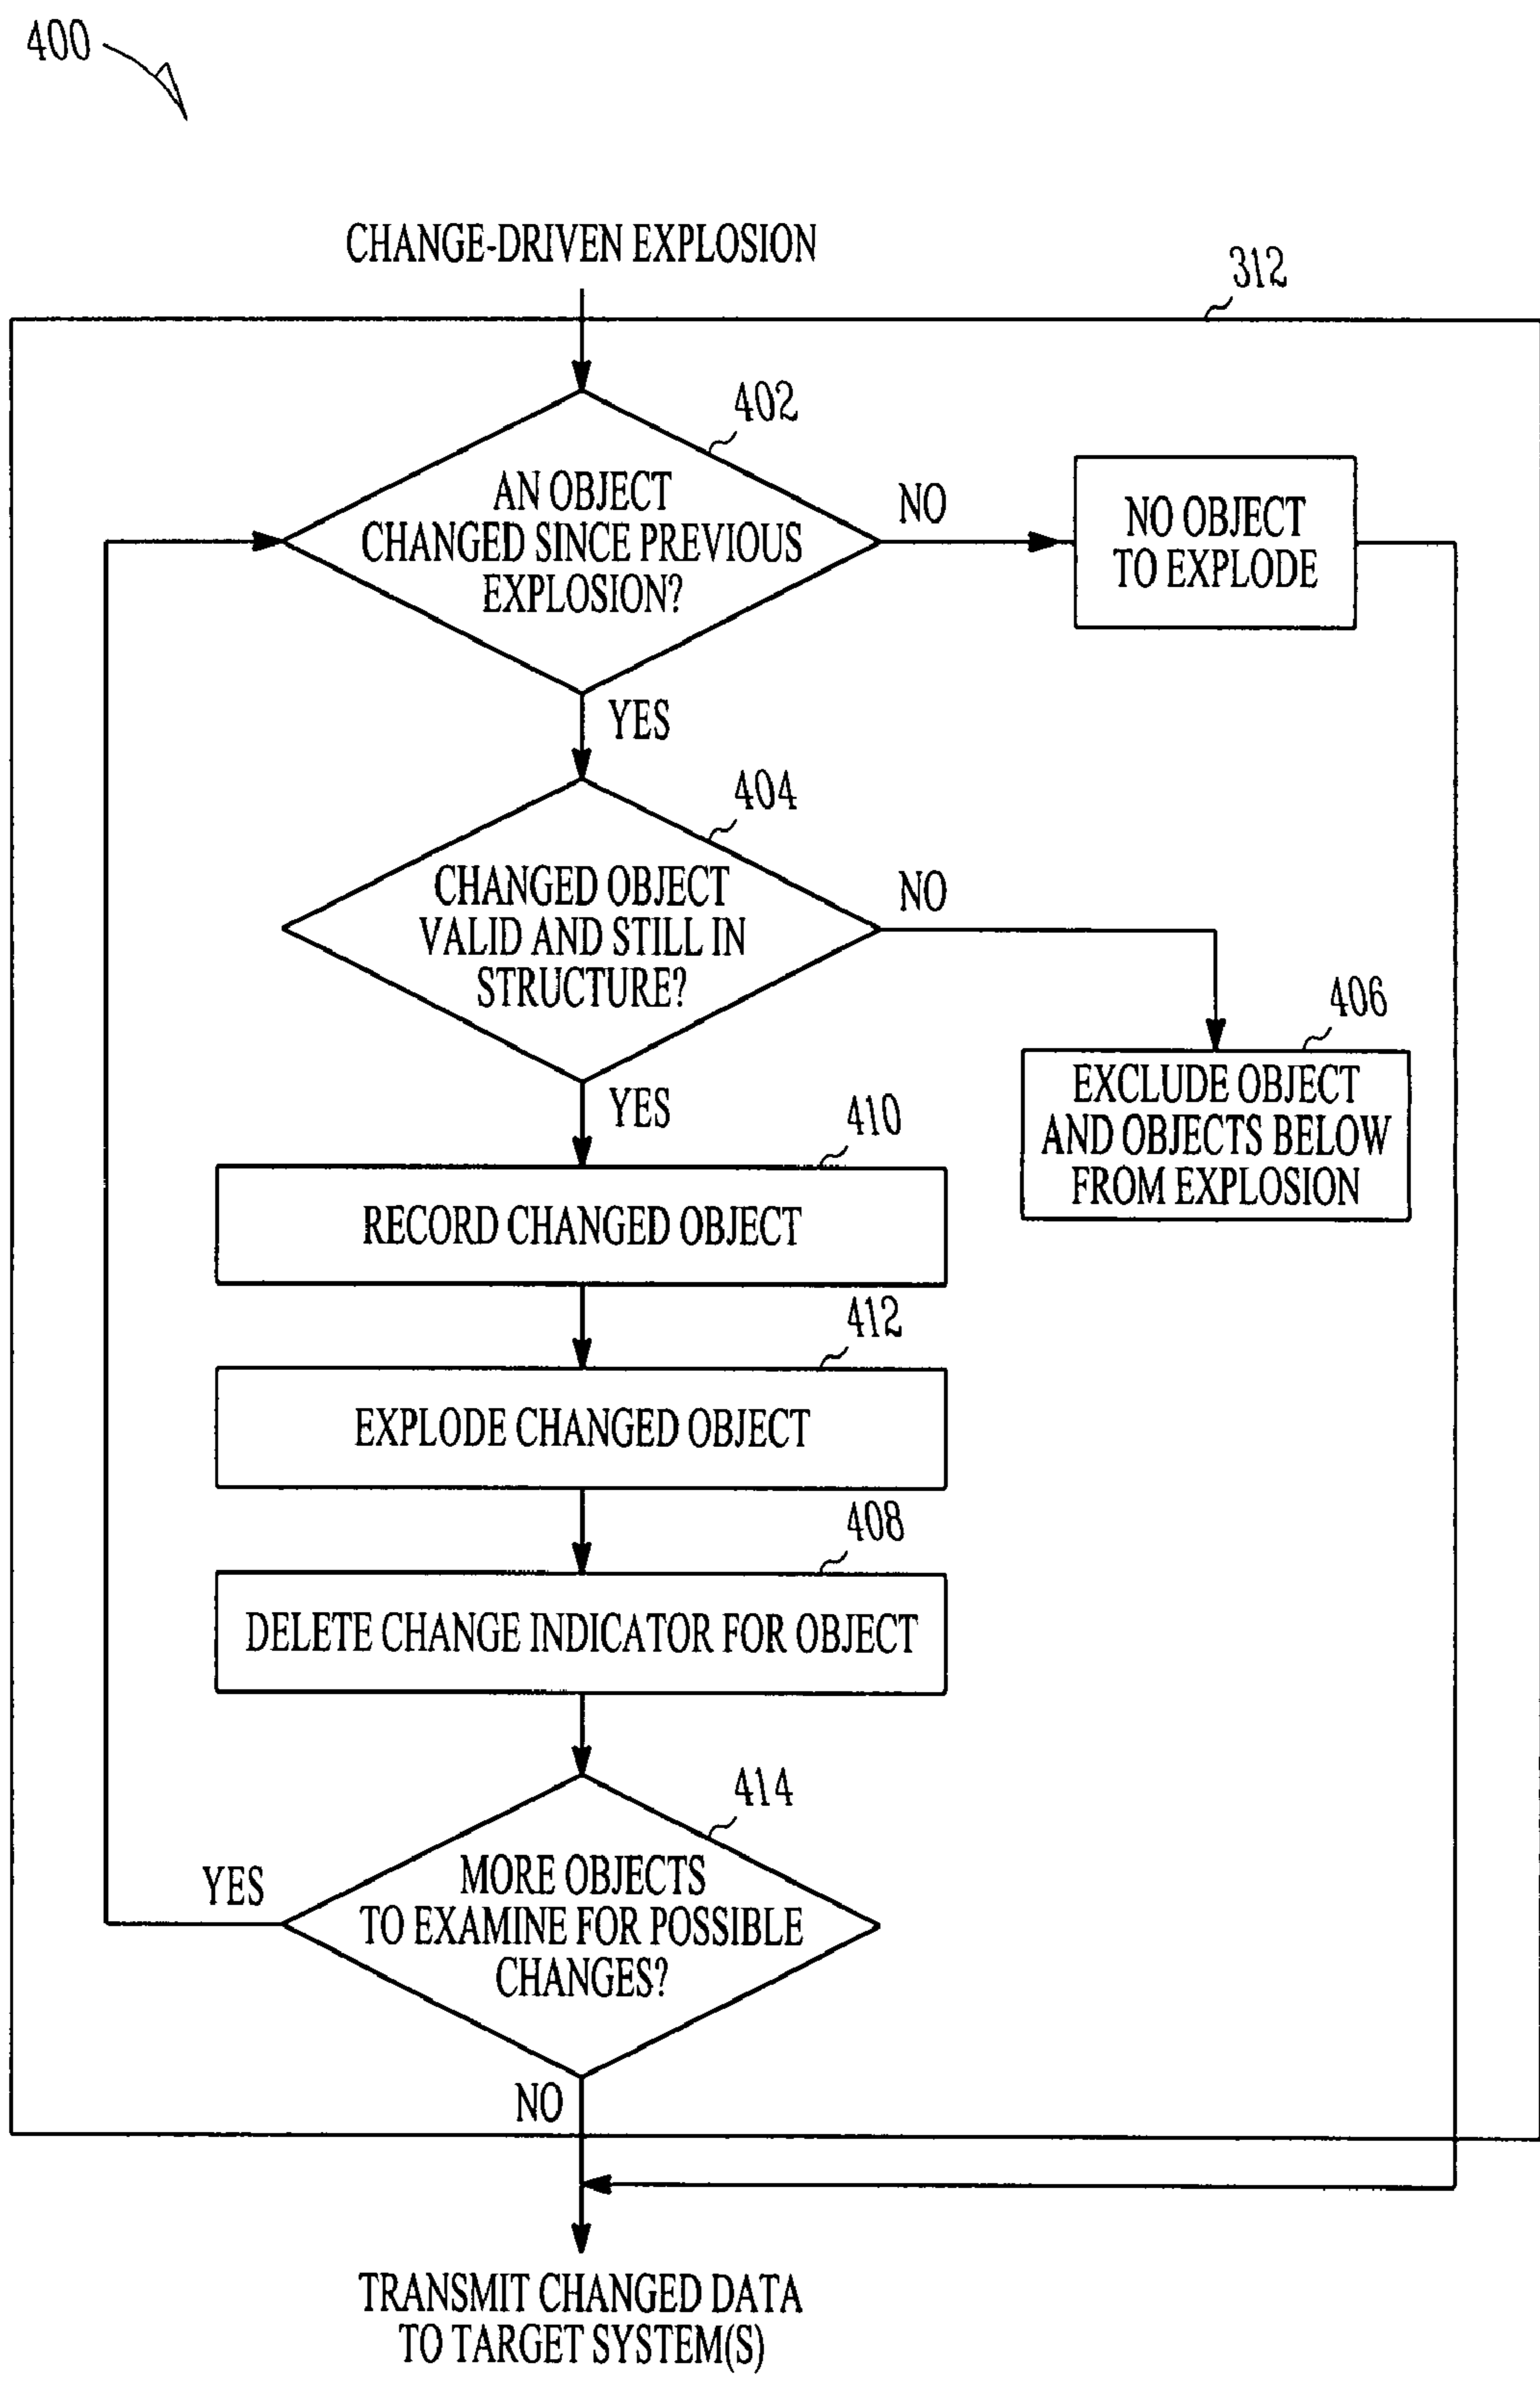 400
CHANGE-DRIVEN EXPLOSION
312
402
AN OBJECT
CHANGED SINCE PREVIOUS
EXPLOSION?
NO
NO OBJECT
TO EXPLODE
YES
404
CHANGED OBJECT
VALID AND STILL IN
STRUCTURE?
NO
406
EXCLUDE OBJECT
AND OBJECTS BELOW
FROM EXPLOSION
YES
410
RECORD CHANGED OBJECT
412
EXPLODE CHANGED OBJECT
408
DELETE CHANGE INDICATOR FOR OBJECT
414
MORE OBJECTS
TO EXAMINE FOR POSSIBLE
CHANGES?
YES
NO
TRANSMIT CHANGED DATA
TO TARGET SYSTEM(S)